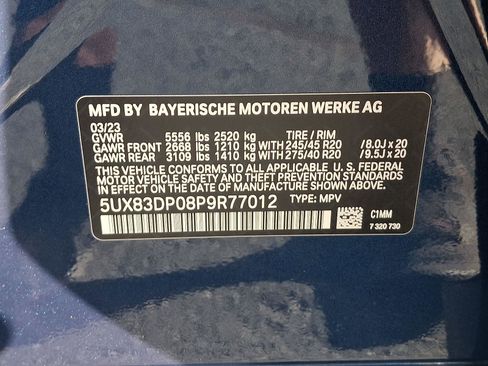 MFD BY BAYERISCHE MOTOREN WERKE AG
03/23
GVWR 5556 lbs 2520 kg TIRE / RIM
GAWR FRONT 2668 lbs 1210 kg WITH 245/45 R20 /8.0J x 20
GAWR REAR 3109 lbs 1410 kg WITH 275/40 R20 /9.5J x 20
THIS VEHICLE CONFORMS TO ALL APPLICABLE U.S. FEDERAL
MOTOR VEHICLE SAFETY AND THEFT PREVENTION STANDARDS
IN EFFECT ON THE DATE OF MANUFACTURE SHOWN ABOVE.
5UX83DP08P9R77012 TYPE: MPV
C1MM
7 320 730